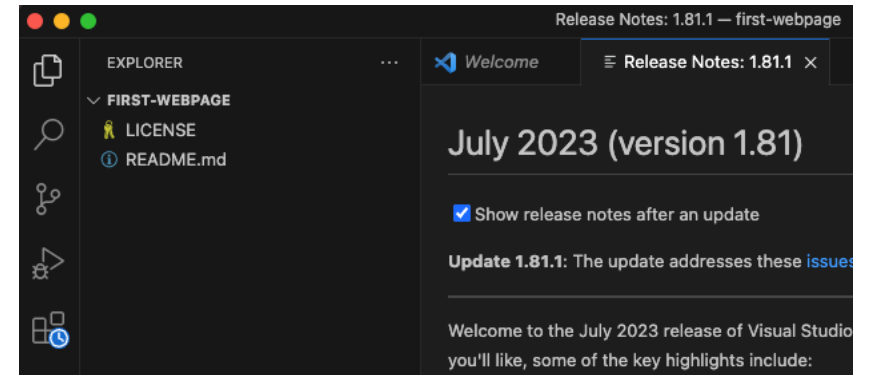 Release Notes: 1.81.1 — first-webpage
EXPLORER
FIRST-WEBPAGE
LICENSE
README.md
Welcome
Release Notes: 1.81.1
July 2023 (version 1.81)
Show release notes after an update
Update 1.81.1: The update addresses these issues
Welcome to the July 2023 release of Visual Studio
you'll like, some of the key highlights include: